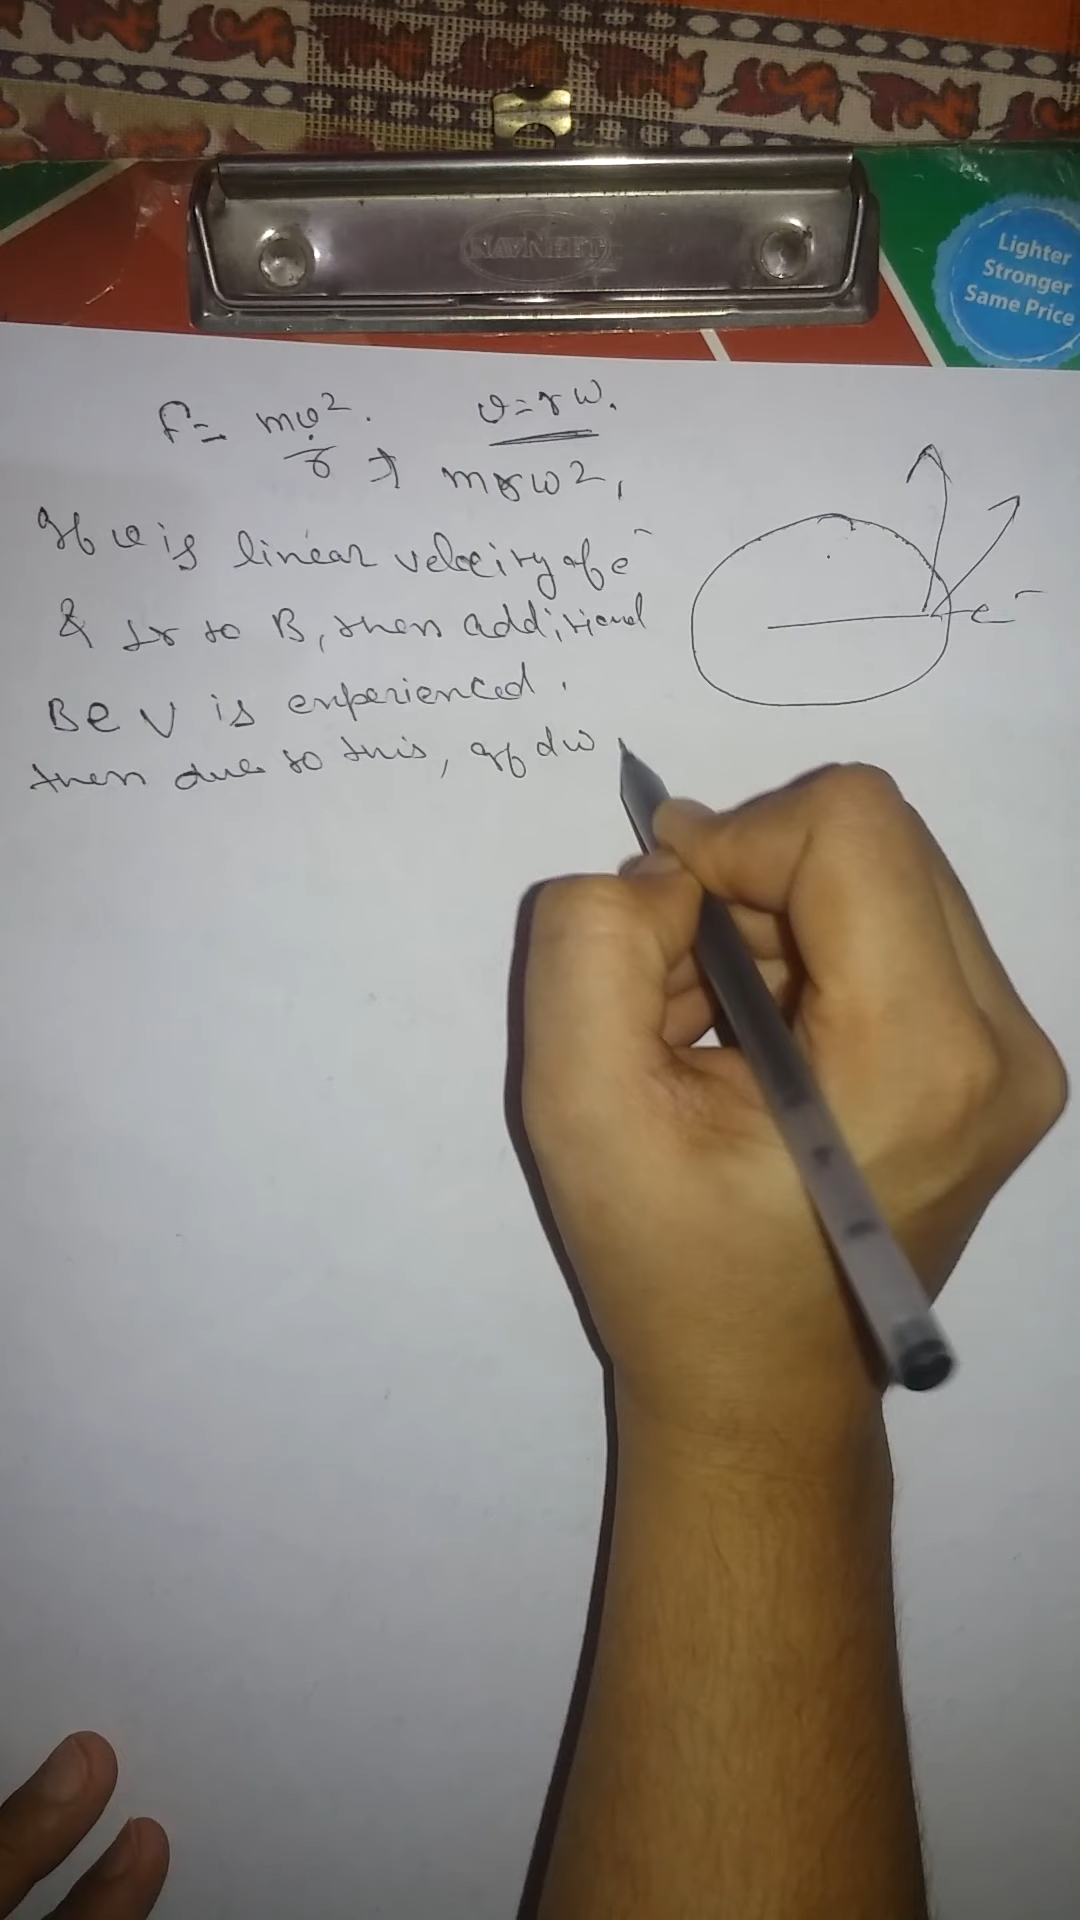 NAVNEET
Lighter
Stronger
Same Price
F = mv²/r ⇒ mrω².
v = rω.
If v is linear velocity of e⁻
& ⊥r to B, then additional
Bev is experienced.
then due to this, if dω
e⁻